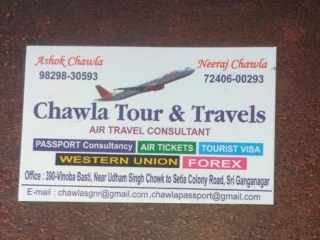 Ashok Chawla Neeraj Chawla
98298-30593 72406-00293
Chawla Tour & Travels
AIR TRAVEL CONSULTANT
PASSPORT Consultancy AIR TICKETS TOURIST VISA
WESTERN UNION FOREX
Office : 390-Vinoba Basti, Near Udham Singh Chowk to Setia Colony Road, Sri Ganganagar
E-mail : chawlasgnr@gmail.com,chawlapassport@gmail.com